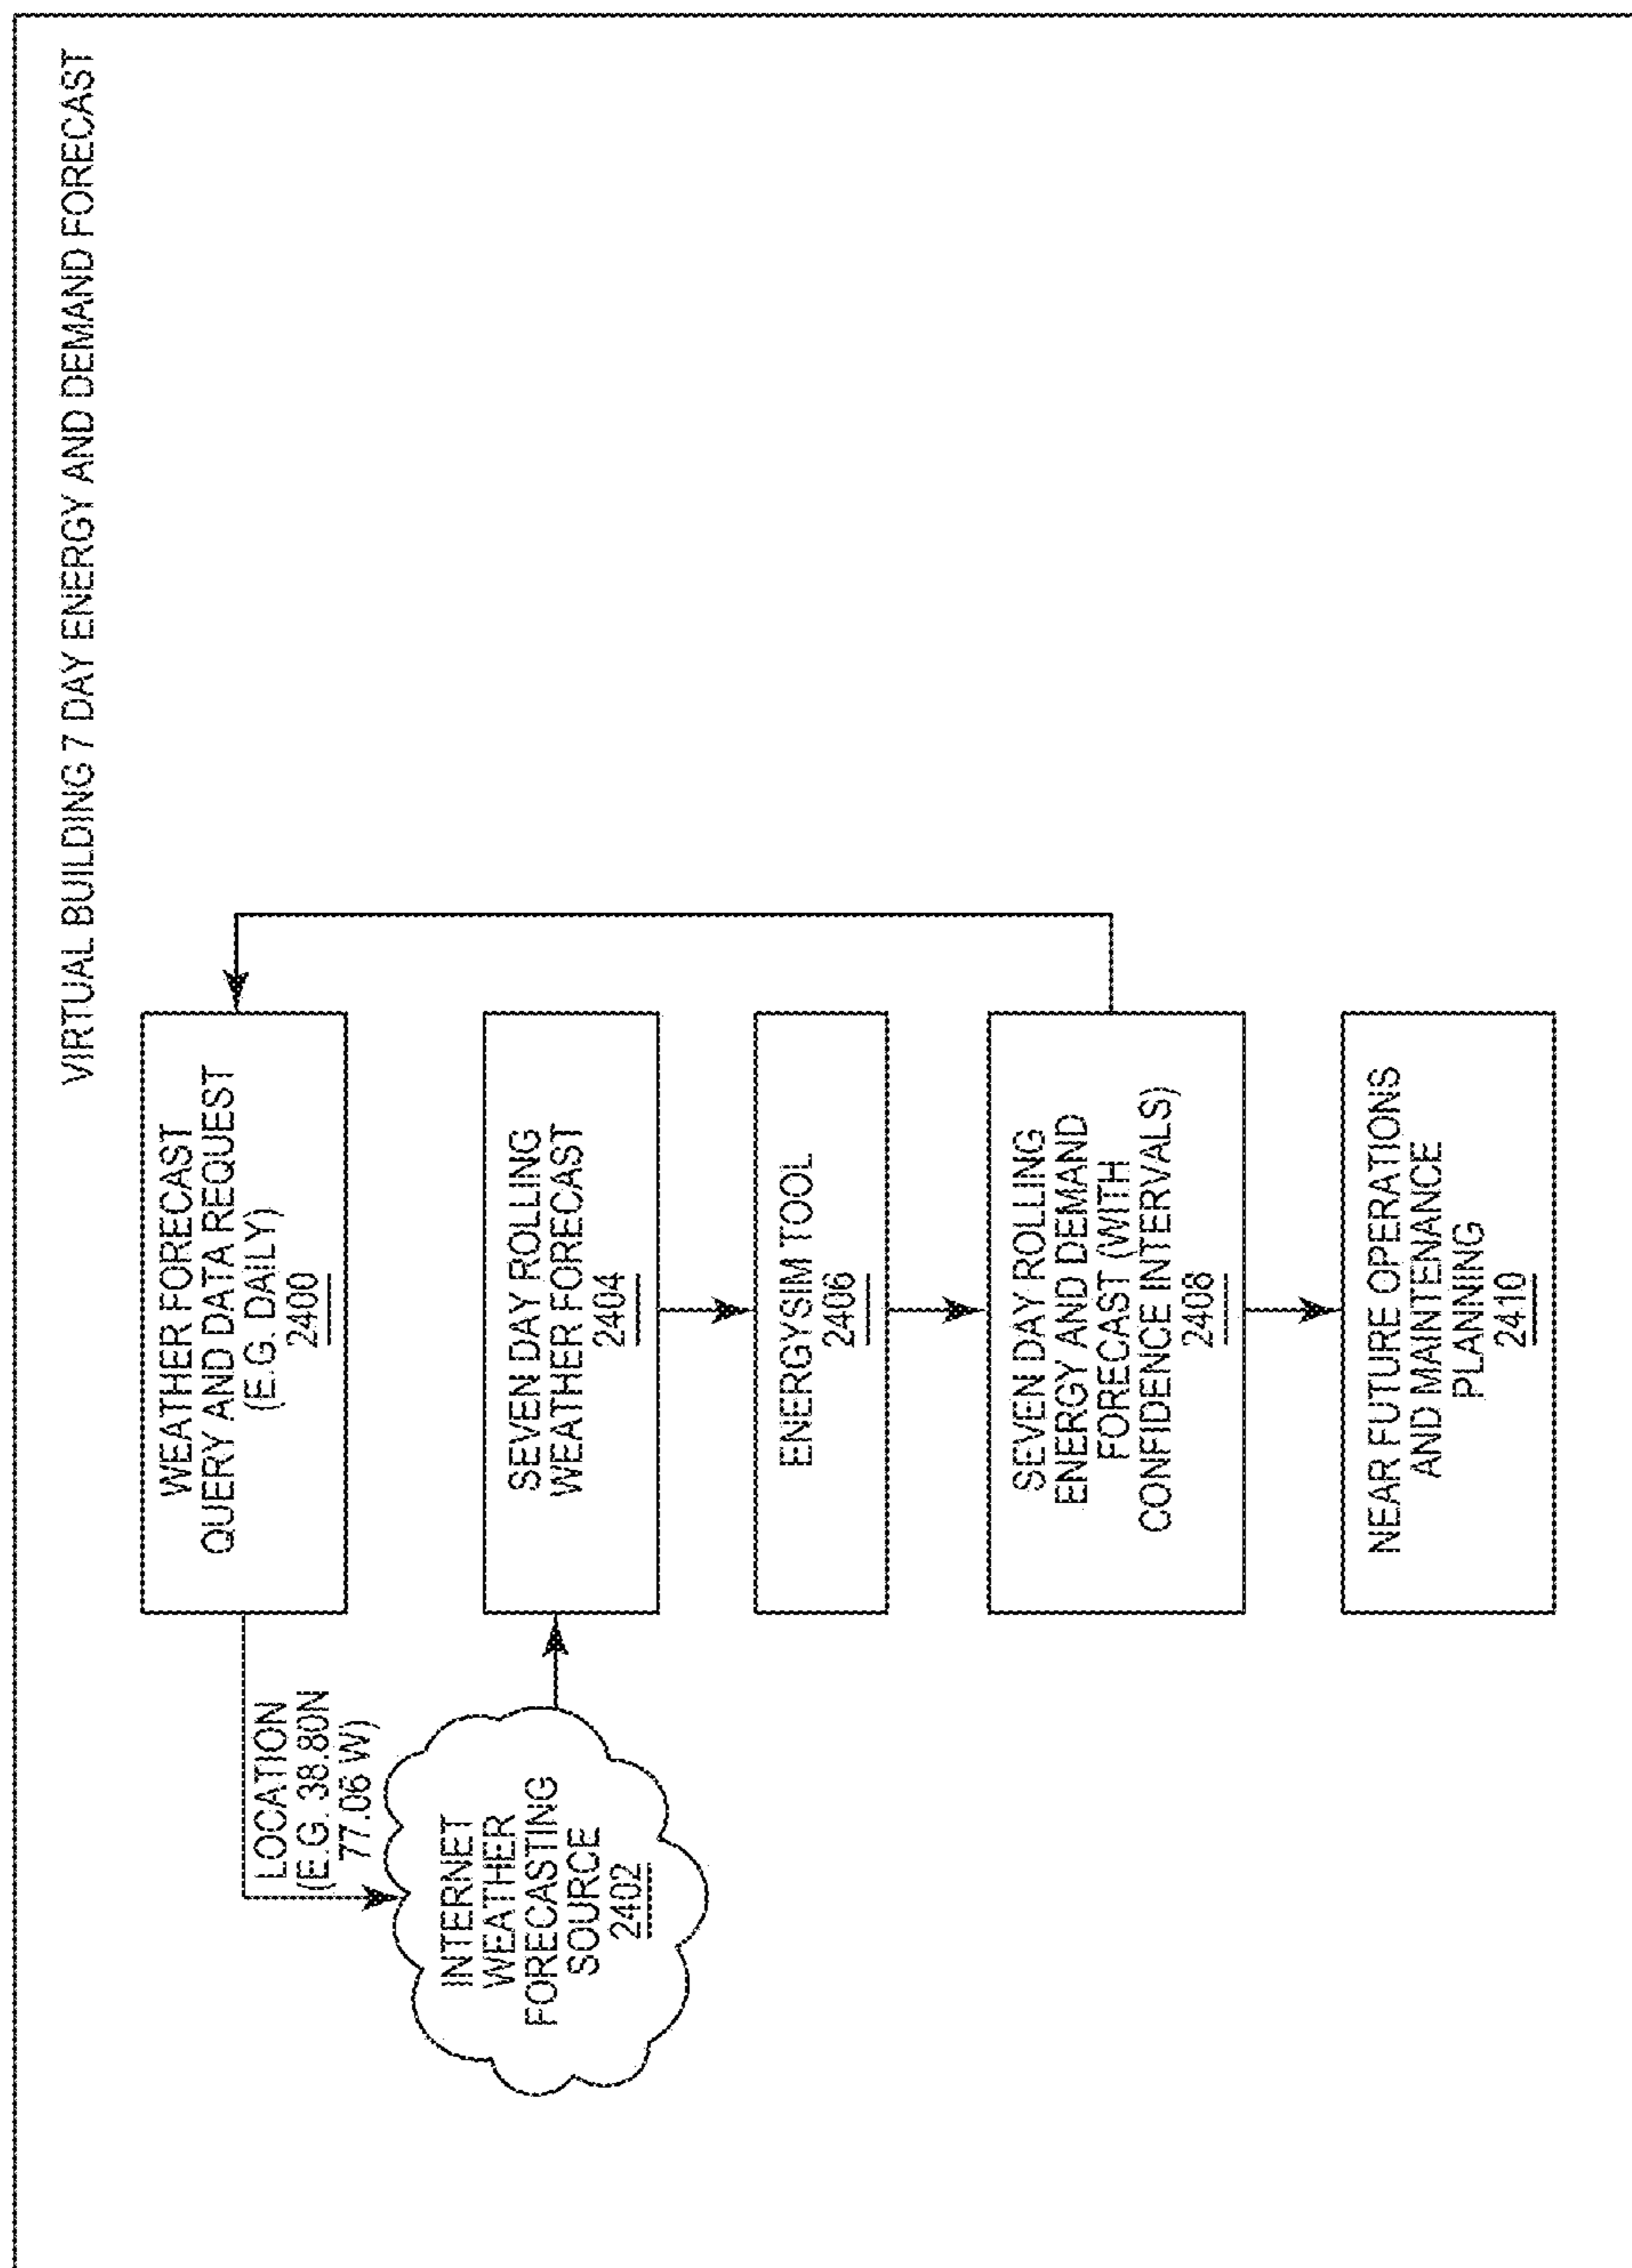 VIRTUAL BUILDING 7 DAY ENERGY AND DEMAND FORECAST
WEATHER FORECAST
QUERY AND DATA REQUEST
(E.G. DAILY)
2400
LOCATION
(E.G. 38.80N
77.06 W)
INTERNET
WEATHER
FORECASTING
SOURCE
2402
SEVEN DAY ROLLING
WEATHER FORECAST
2404
ENERGYSIM TOOL
2406
SEVEN DAY ROLLING
ENERGY AND DEMAND
FORECAST (WITH
CONFIDENCE INTERVALS)
2408
NEAR FUTURE OPERATIONS
AND MAINTENANCE
PLANNING
2410